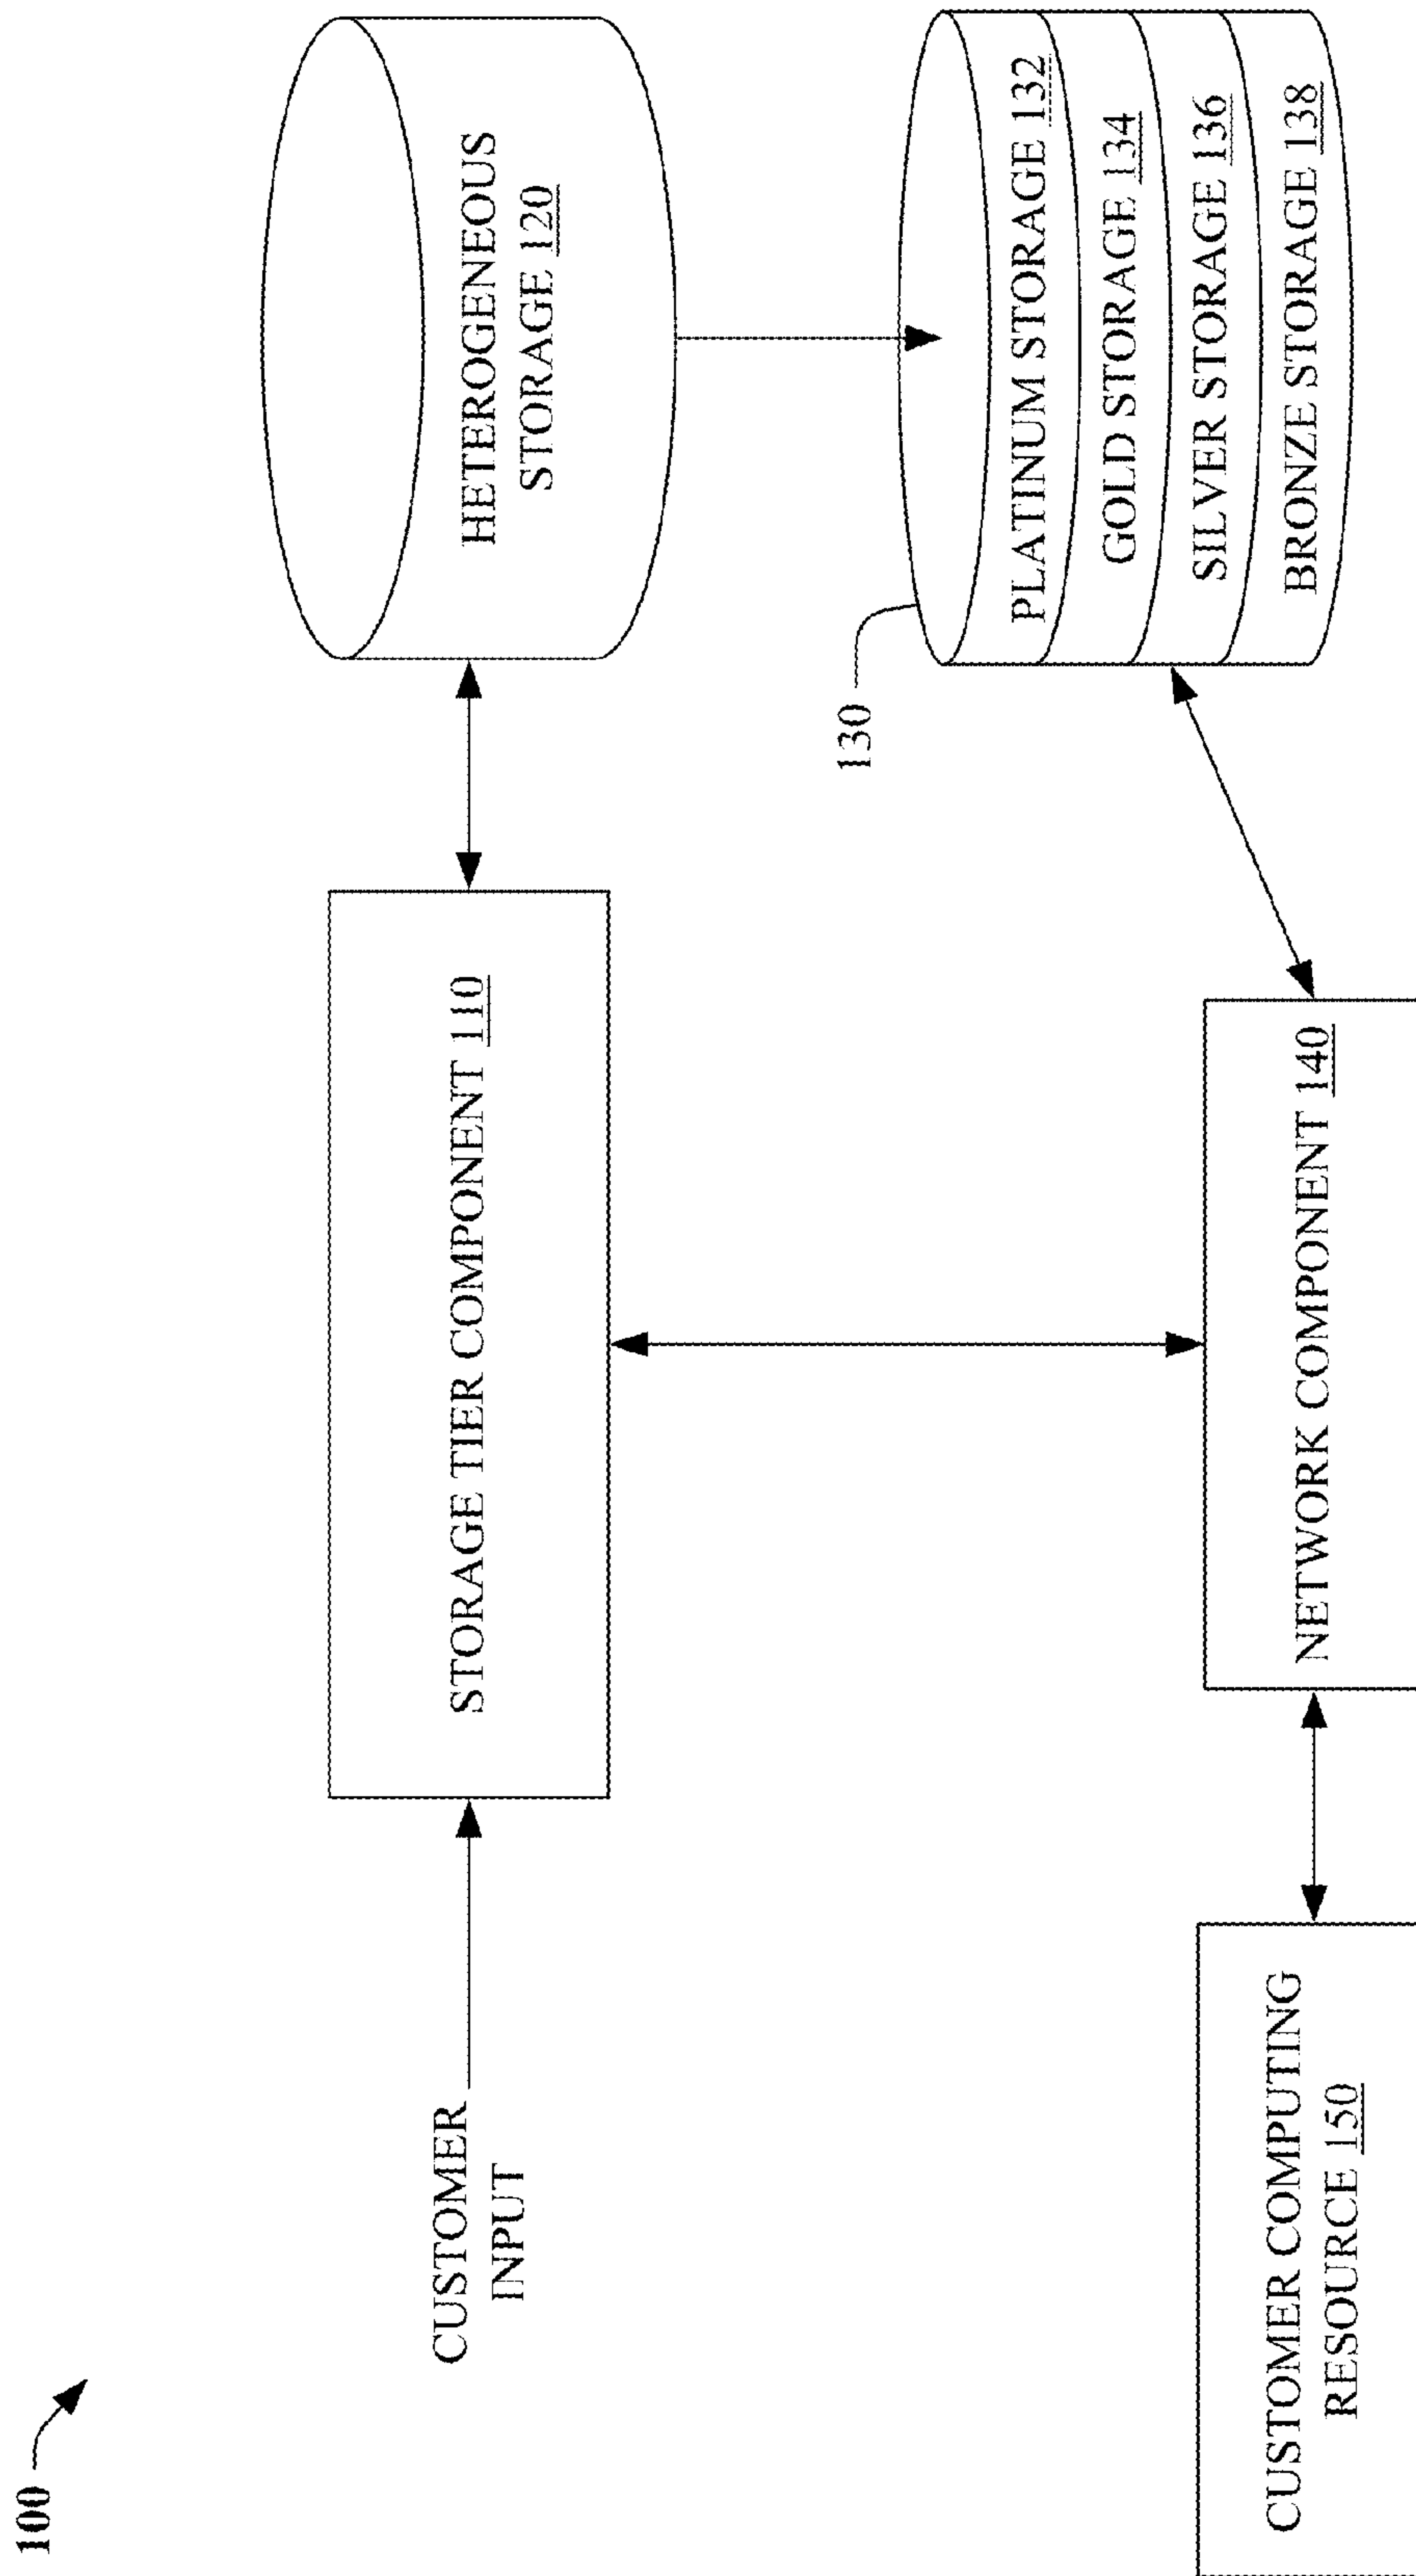 100
CUSTOMER
INPUT
STORAGE TIER COMPONENT 110
HETEROGENEOUS
STORAGE 120
130
PLATINUM STORAGE 132
GOLD STORAGE 134
SILVER STORAGE 136
BRONZE STORAGE 138
NETWORK COMPONENT 140
CUSTOMER COMPUTING
RESOURCE 150